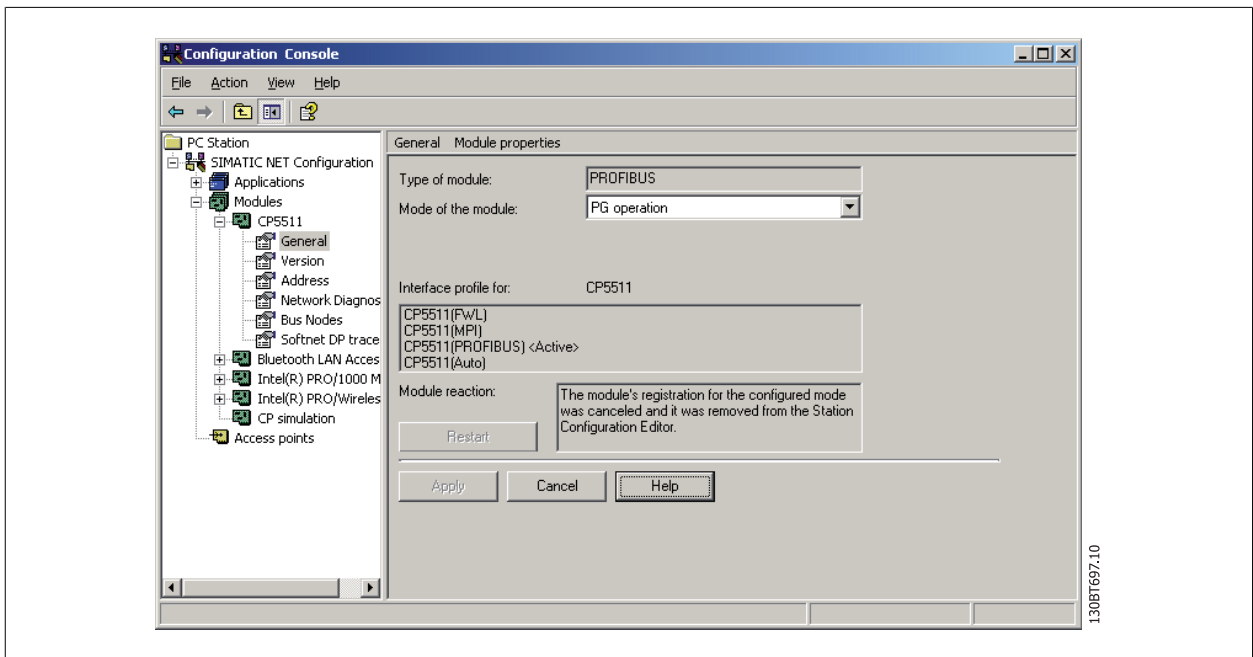 Configuration Console
File Action View Help
PC Station
SIMATIC NET Configuration
Applications
Modules
CP5511
General
Version
Address
Network Diagnos
Bus Nodes
Softnet DP trace
Bluetooth LAN Acces
Intel(R) PRO/1000 M
Intel(R) PRO/Wireles
CP simulation
Access points
General Module properties
Type of module: PROFIBUS
Mode of the module: PG operation
Interface profile for: CP5511
CP5511(FWL)
CP5511(MPI)
CP5511(PROFIBUS) <Active>
CP5511(Auto)
Module reaction:
The module's registration for the configured mode
was canceled and it was removed from the Station
Configuration Editor.
Restart
Apply Cancel Help
130BT697.10